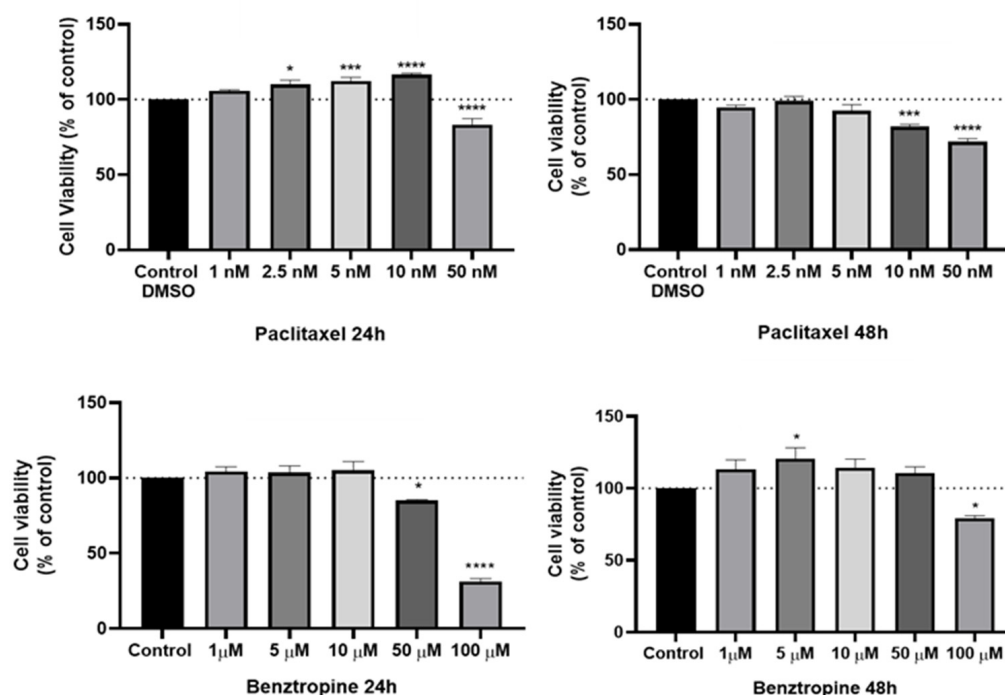 150
100
50
0
Cell Viability (% of control)
*
***
****
****
Control
DMSO
1 nM
2.5 nM
5 nM
10 nM
50 nM
Paclitaxel 24h
150
100
50
0
Cell viability
(% of control)
***
****
Control
DMSO
1 nM
2.5 nM
5 nM
10 nM
50 nM
Paclitaxel 48h
150
100
50
0
Cell viability
(% of control)
*
****
Control
1μM
5 μM
10 μM
50 μM
100 μM
Benztropine 24h
150
100
50
0
Cell viability
(% of control)
*
*
Control
1μM
5 μM
10 μM
50 μM
100 μM
Benztropine 48h